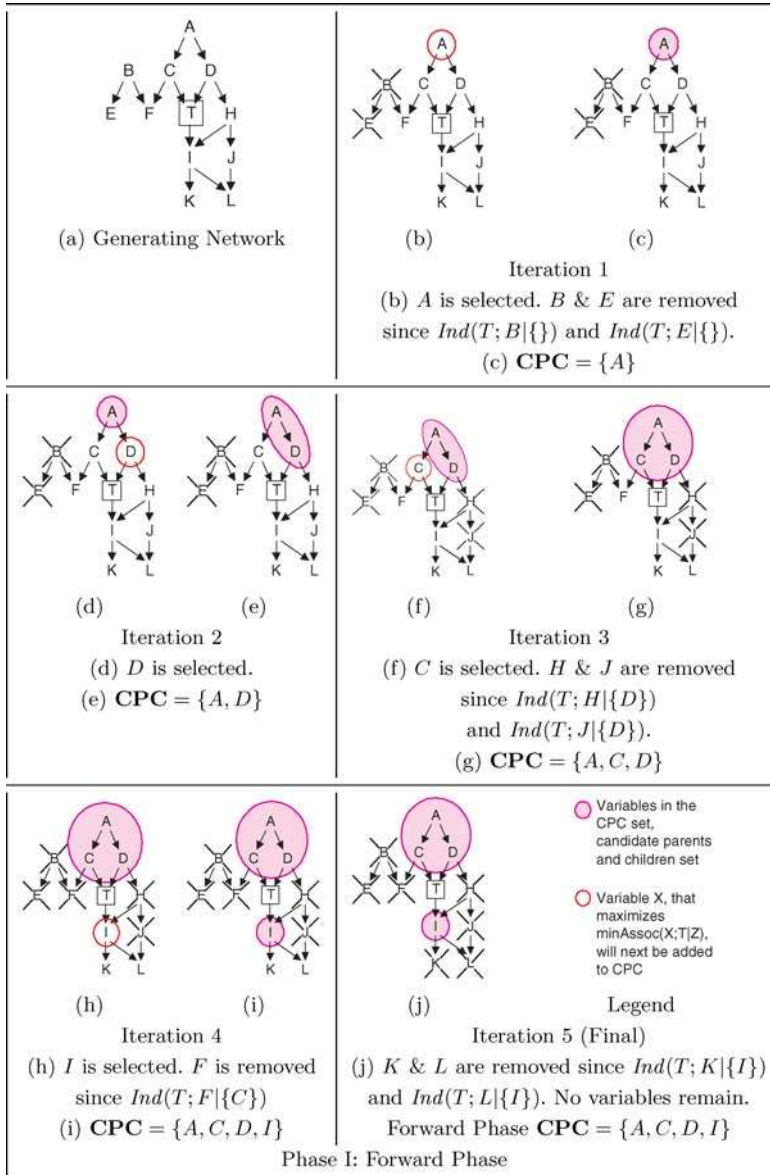 A
B C D
E F T H
I J
K L
(a) Generating Network
A
B C D
E F T H
I J
K L
(b)
A
B C D
E F T H
I J
K L
(c)
Iteration 1
(b) A is selected. B & E are removed
since Ind(T; B|{}) and Ind(T; E|{}).
(c) CPC = {A}
A
B C D
E F T H
I J
K L
(d)
A
B C D
E F T H
I J
K L
(e)
Iteration 2
(d) D is selected.
(e) CPC = {A, D}
A
B C D
E F T H
I J
K L
(f)
A
B C D
E F T H
I J
K L
(g)
Iteration 3
(f) C is selected. H & J are removed
since Ind(T; H|{D})
and Ind(T; J|{D}).
(g) CPC = {A, C, D}
A
B C D
E F T H
I J
K L
(h)
A
B C D
E F T H
I J
K L
(i)
Iteration 4
(h) I is selected. F is removed
since Ind(T; F|{C})
(i) CPC = {A, C, D, I}
A
B C D
E F T H
I J
K L
(j)
Variables in the
CPC set,
candidate parents
and children set
Variable X, that
maximizes
minAssoc(X;T|Z),
will next be added
to CPC
Legend
Iteration 5 (Final)
(j) K & L are removed since Ind(T; K|{I})
and Ind(T; L|{I}). No variables remain.
Forward Phase CPC = {A, C, D, I}
Phase I: Forward Phase